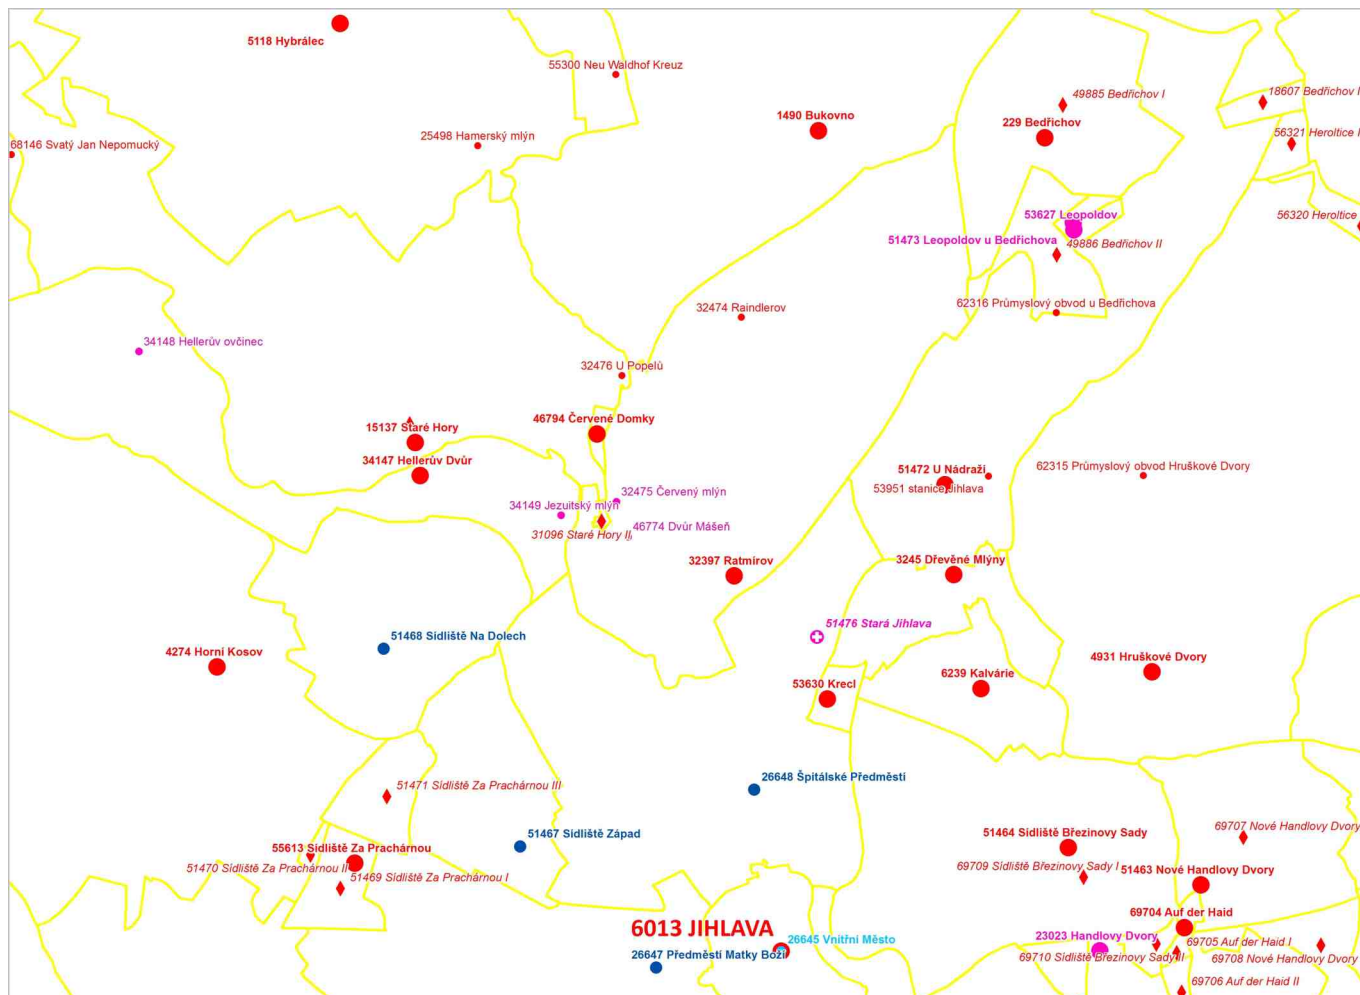 5118 Hybrálec
55300 Neu Waldhof Kreuz
49885 Bedřichov I
18607 Bedřichov I
1490 Bukovno
229 Bedřichov
25498 Hamerský mlýn
56321 Heroltice I
68146 Svatý Jan Nepomucký
53627 Leopoldov
56320 Heroltice
51473 Leopoldov u Bedřichova
49886 Bedřichov II
62316 Průmyslový obvod u Bedřichova
32474 Raindlerov
34148 Hellerův ovčinec
32476 U Popelů
46794 Červené Domky
15137 Staré Hory
34147 Hellerův Dvůr
51472 U Nádraží
62315 Průmyslový obvod Hruškové Dvory
53951 stanice Jihlava
32475 Červený mlýn
34149 Jezuitský mlýn
46774 Dvůr Mášeň
31096 Staré Hory II
32397 Ratmírov
3245 Dřevěné Mlýny
51476 Stará Jihlava
51468 Sídliště Na Dolech
4274 Horní Kosov
4931 Hruškové Dvory
6239 Kalvárie
53630 Krecl
26648 Špitálské Předměstí
51471 Sídliště Za Prachárnou III
51467 Sídliště Západ
51464 Sídliště Březinovy Sady
69707 Nové Handlovy Dvory
55613 Sídliště Za Prachárnou
51470 Sídliště Za Prachárnou II
51469 Sídliště Za Prachárnou I
69709 Sídliště Březinovy Sady I
51463 Nové Handlovy Dvory
69704 Auf der Haid
6013 JIHLAVA
26645 Vnitřní Město
23023 Handlovy Dvory
69705 Auf der Haid I
26647 Předměstí Matky Boží
69710 Sídliště Březinovy Sady II
69708 Nové Handlovy Dvory
69706 Auf der Haid II